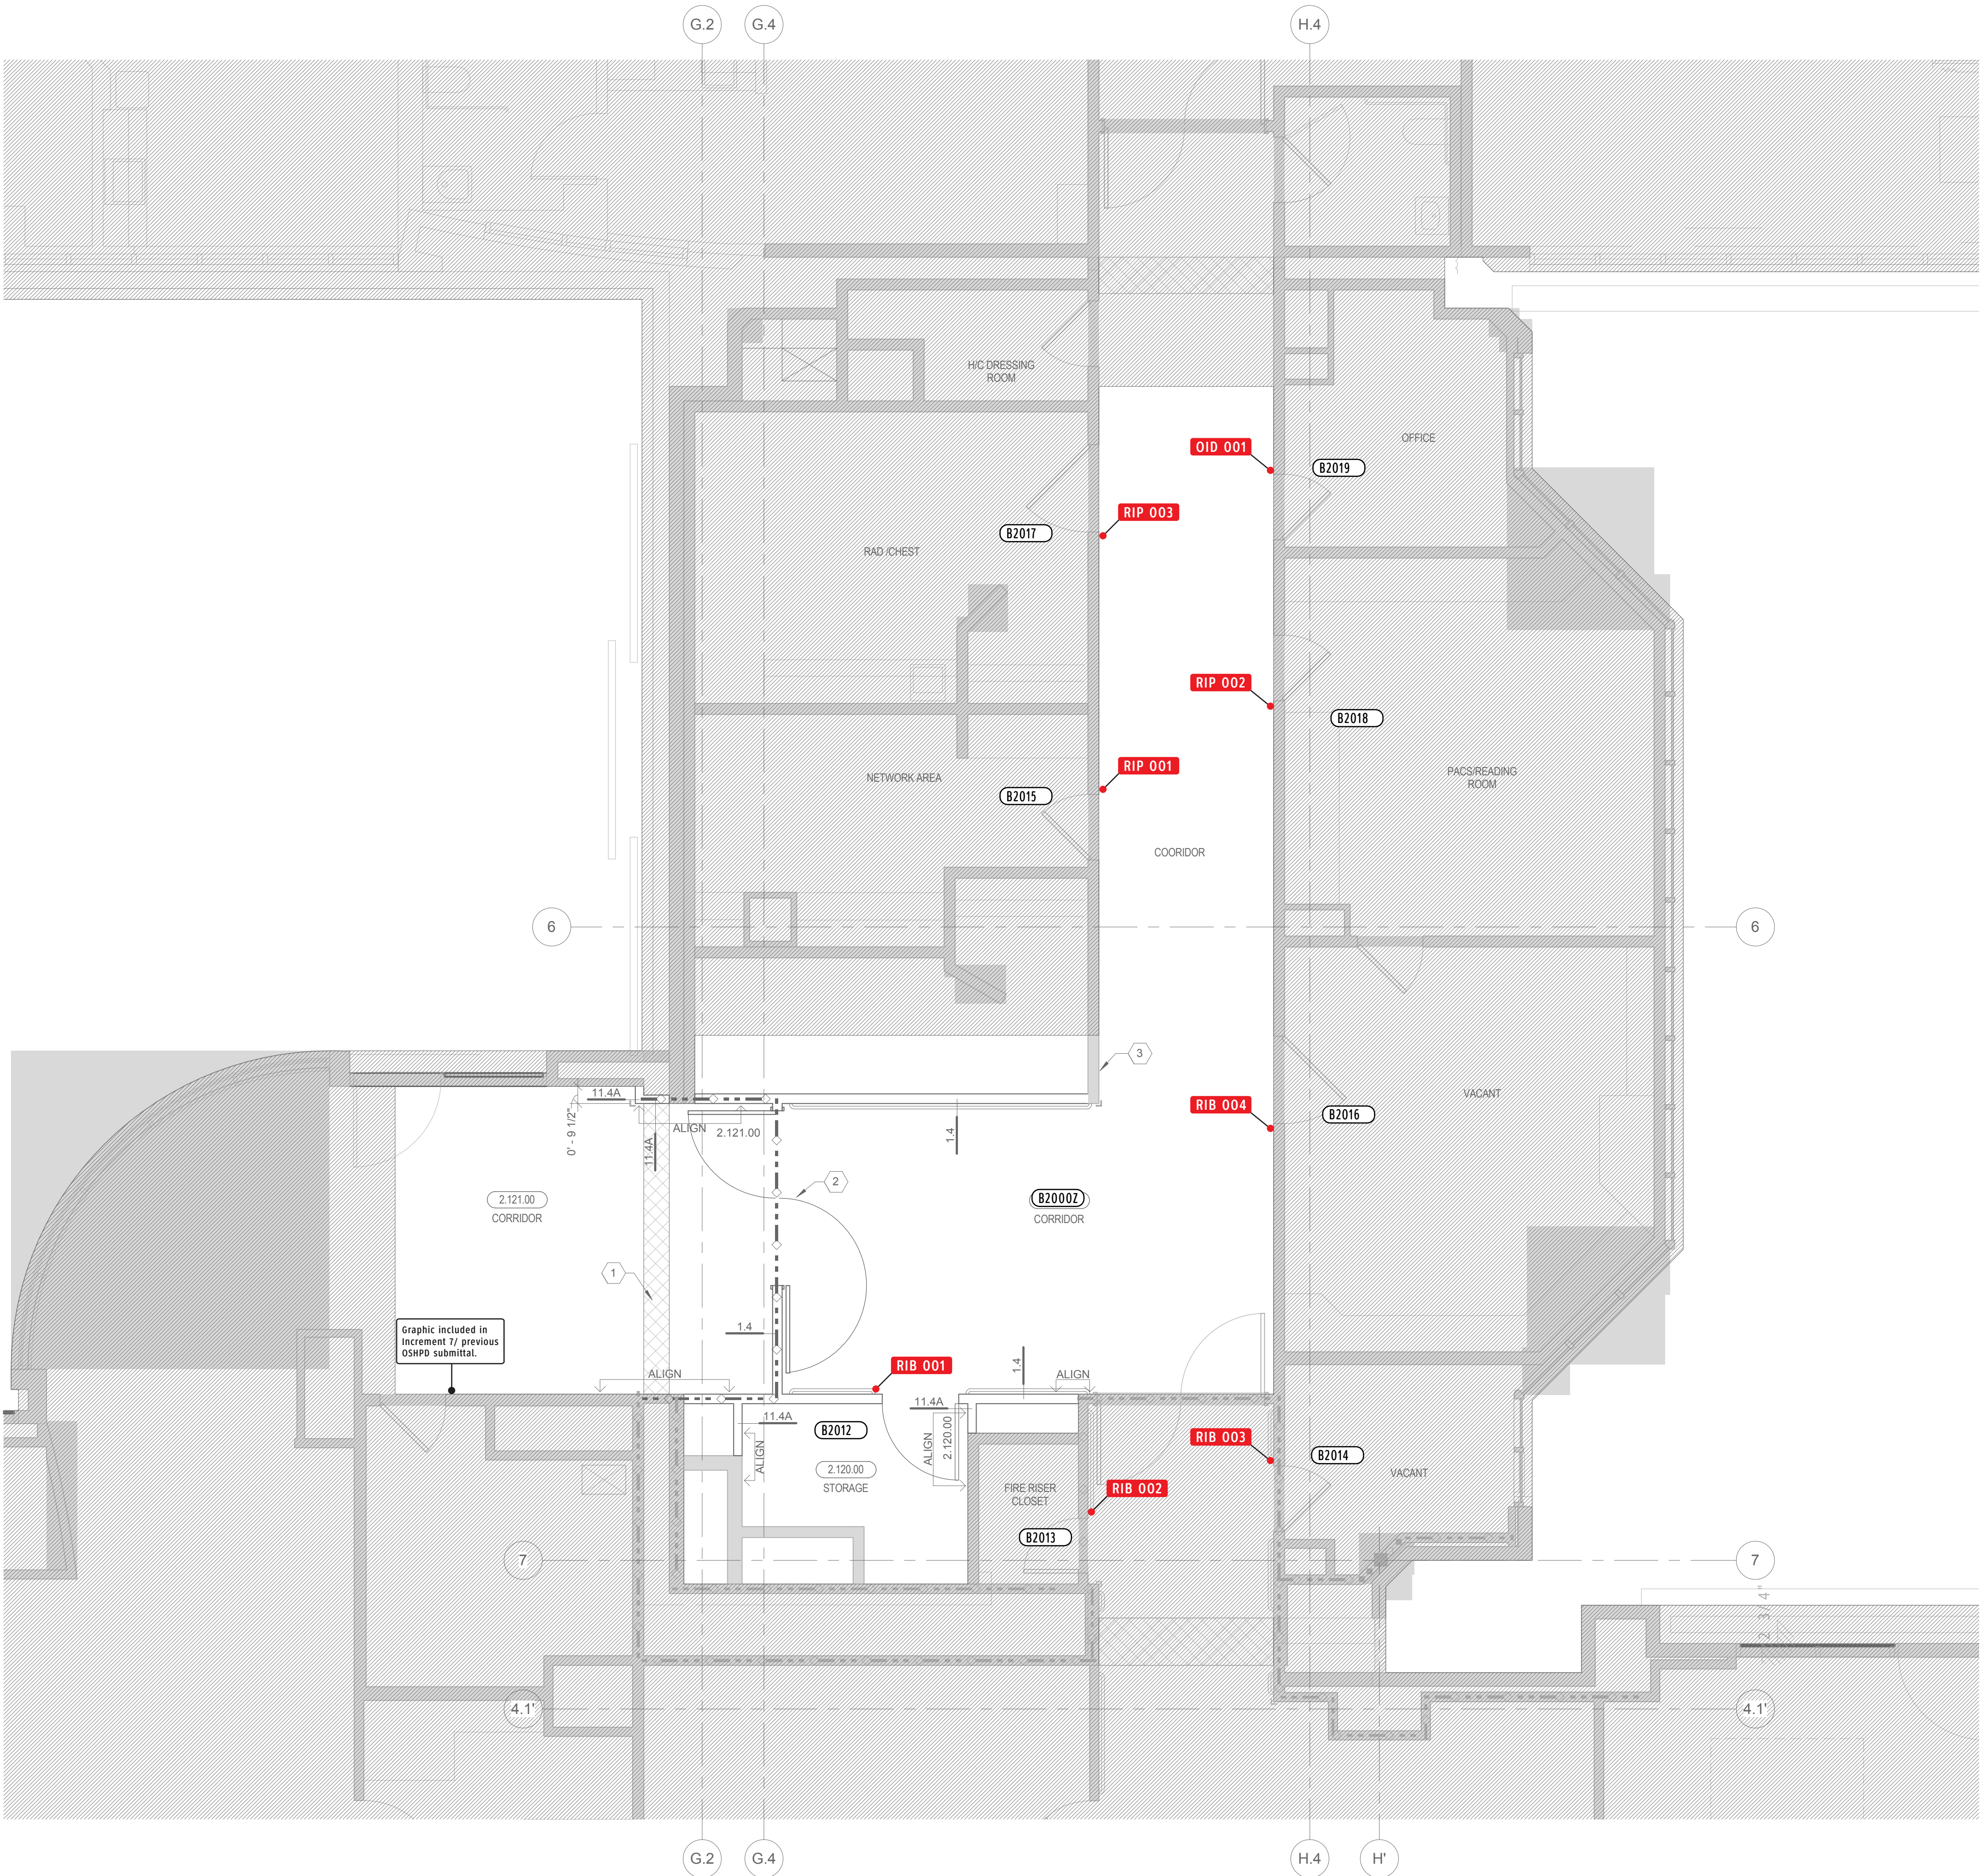 G.2
G.4
H.4
H/C DRESSING
ROOM
OFFICE
OID 001
B2019
RIP 003
B2017
RAD /CHEST
RIP 002
B2018
RIP 001
NETWORK AREA
B2015
PACS/READING
ROOM
COORIDOR
6
6
3
11.4A
0' - 9 1/2"
ALIGN
2.121.00
11.4A
1.4
VACANT
RIB 004
B2016
2
2.121.00
CORRIDOR
B2000Z
CORRIDOR
1
Graphic included in
Increment 7/ previous
OSHPD submittal.
1.4
RIB 001
ALIGN
1.4
ALIGN
11.4A
11.4A
B2012
ALIGN
ALIGN
2.120.00
2.120.00
STORAGE
RIB 003
B2014
VACANT
FIRE RISER
CLOSET
RIB 002
B2013
7
7
2 3/ 4"
4.1'
4.1'
G.2
G.4
H.4
H'